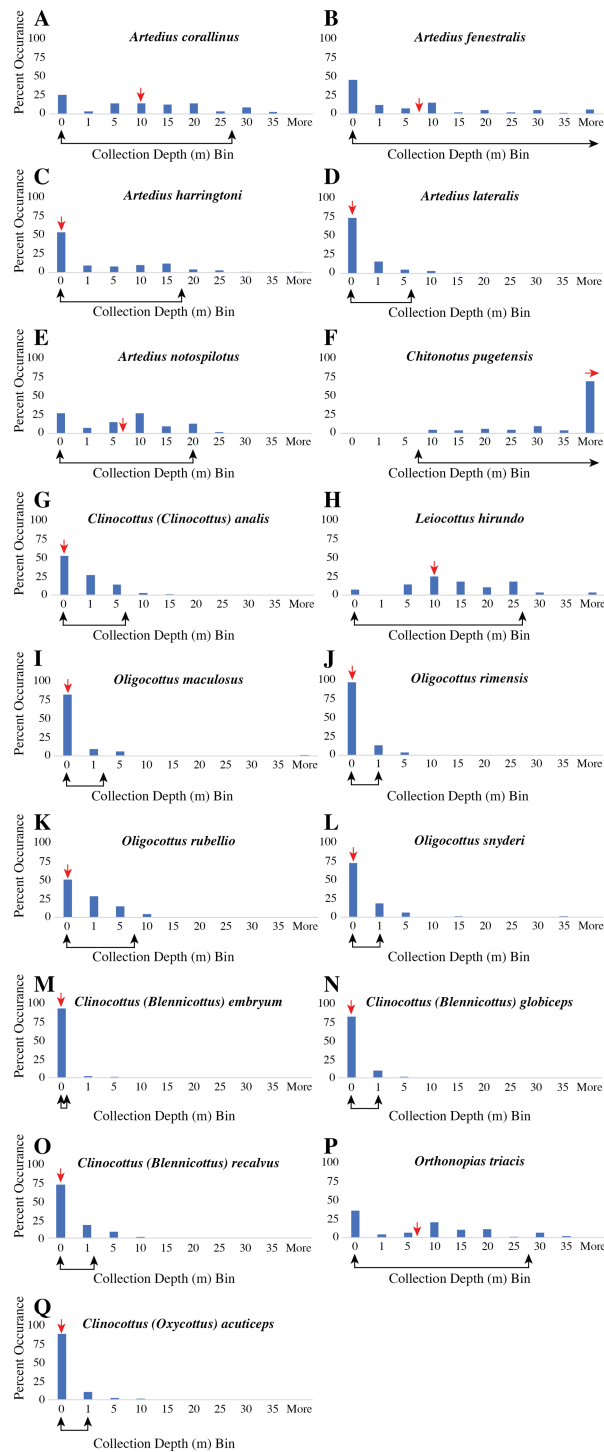 A
Artedius corallinus
Percent Occurance
100
75
50
25
0
0 1 5 10 15 20 25 30 35 More
Collection Depth (m) Bin
B
Artedius fenestralis
100
75
50
25
0
0 1 5 10 15 20 25 30 35 More
Collection Depth (m) Bin
C
Artedius harringtoni
Percent Occurance
100
75
50
25
0
0 1 5 10 15 20 25 30 35 More
Collection Depth (m) Bin
D
Artedius lateralis
100
75
50
25
0
0 1 5 10 15 20 25 30 35 More
Collection Depth (m) Bin
E
Artedius notospilotus
Percent Occurance
100
75
50
25
0
0 1 5 10 15 20 25 30 35 More
Collection Depth (m) Bin
F
Chitonotus pugetensis
100
75
50
25
0
0 1 5 10 15 20 25 30 35 More
Collection Depth (m) Bin
G
Clinocottus (Clinocottus) analis
Percent Occurance
100
75
50
25
0
0 1 5 10 15 20 25 30 35 More
Collection Depth (m) Bin
H
Leiocottus hirundo
100
75
50
25
0
0 1 5 10 15 20 25 30 35 More
Collection Depth (m) Bin
I
Oligocottus maculosus
Percent Occurance
100
75
50
25
0
0 1 5 10 15 20 25 30 35 More
Collection Depth (m) Bin
J
Oligocottus rimensis
100
75
50
25
0
0 1 5 10 15 20 25 30 35 More
Collection Depth (m) Bin
K
Oligocottus rubellio
Percent Occurance
100
75
50
25
0
0 1 5 10 15 20 25 30 35 More
Collection Depth (m) Bin
L
Oligocottus snyderi
100
75
50
25
0
0 1 5 10 15 20 25 30 35 More
Collection Depth (m) Bin
M
Clinocottus (Blennicottus) embryum
Percent Occurance
100
75
50
25
0
0 1 5 10 15 20 25 30 35 More
Collection Depth (m) Bin
N
Clinocottus (Blennicottus) globiceps
100
75
50
25
0
0 1 5 10 15 20 25 30 35 More
Collection Depth (m) Bin
O
Clinocottus (Blennicottus) recalvus
Percent Occurance
100
75
50
25
0
0 1 5 10 15 20 25 30 35 More
Collection Depth (m) Bin
P
Orthonopias triacis
100
75
50
25
0
0 1 5 10 15 20 25 30 35 More
Collection Depth (m) Bin
Q
Clinocottus (Oxycottus) acuticeps
Percent Occurance
100
75
50
25
0
0 1 5 10 15 20 25 30 35 More
Collection Depth (m) Bin